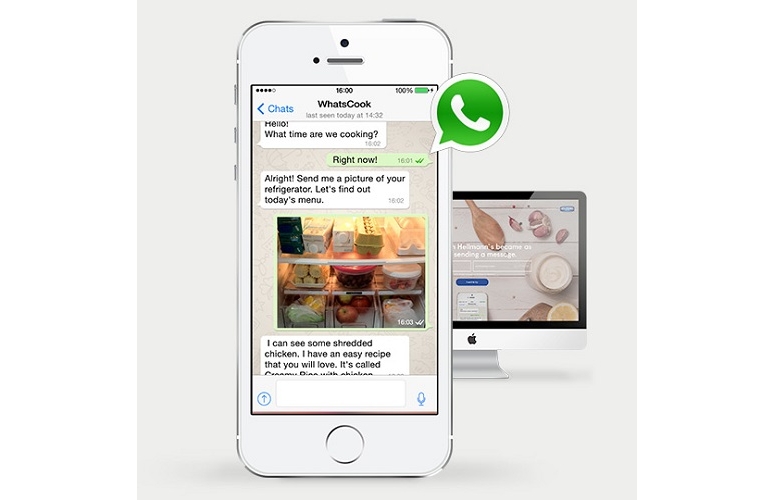 16:00
100%
Chats
WhatsCook
last seen today at 14:32
Hello!
What time are we cooking?
16:02
Right now!
16:01
Alright! Send me a picture of your
refrigerator. Let's find out
today's menu.
16:02
16:03
I can see some shredded
chicken. I have an easy recipe
that you will love. It's called
Creamy Rice with chicken
Hellmann's became as
sending a message.